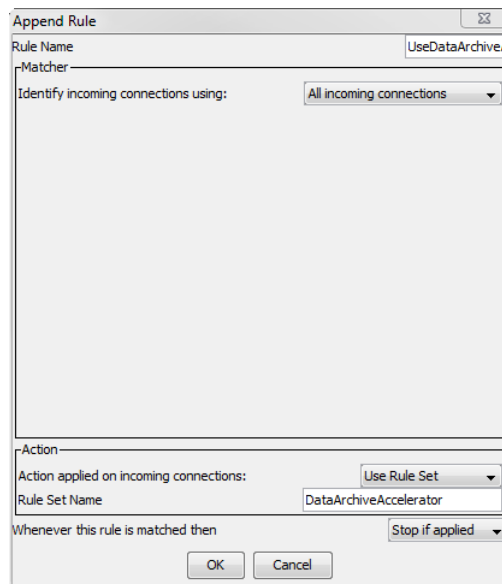 Append Rule
Rule Name UseDataArchive
Matcher
Identify incoming connections using: All incoming connections
Action
Action applied on incoming connections: Use Rule Set
Rule Set Name DataArchiveAccelerator
Whenever this rule is matched then Stop if applied
OK Cancel